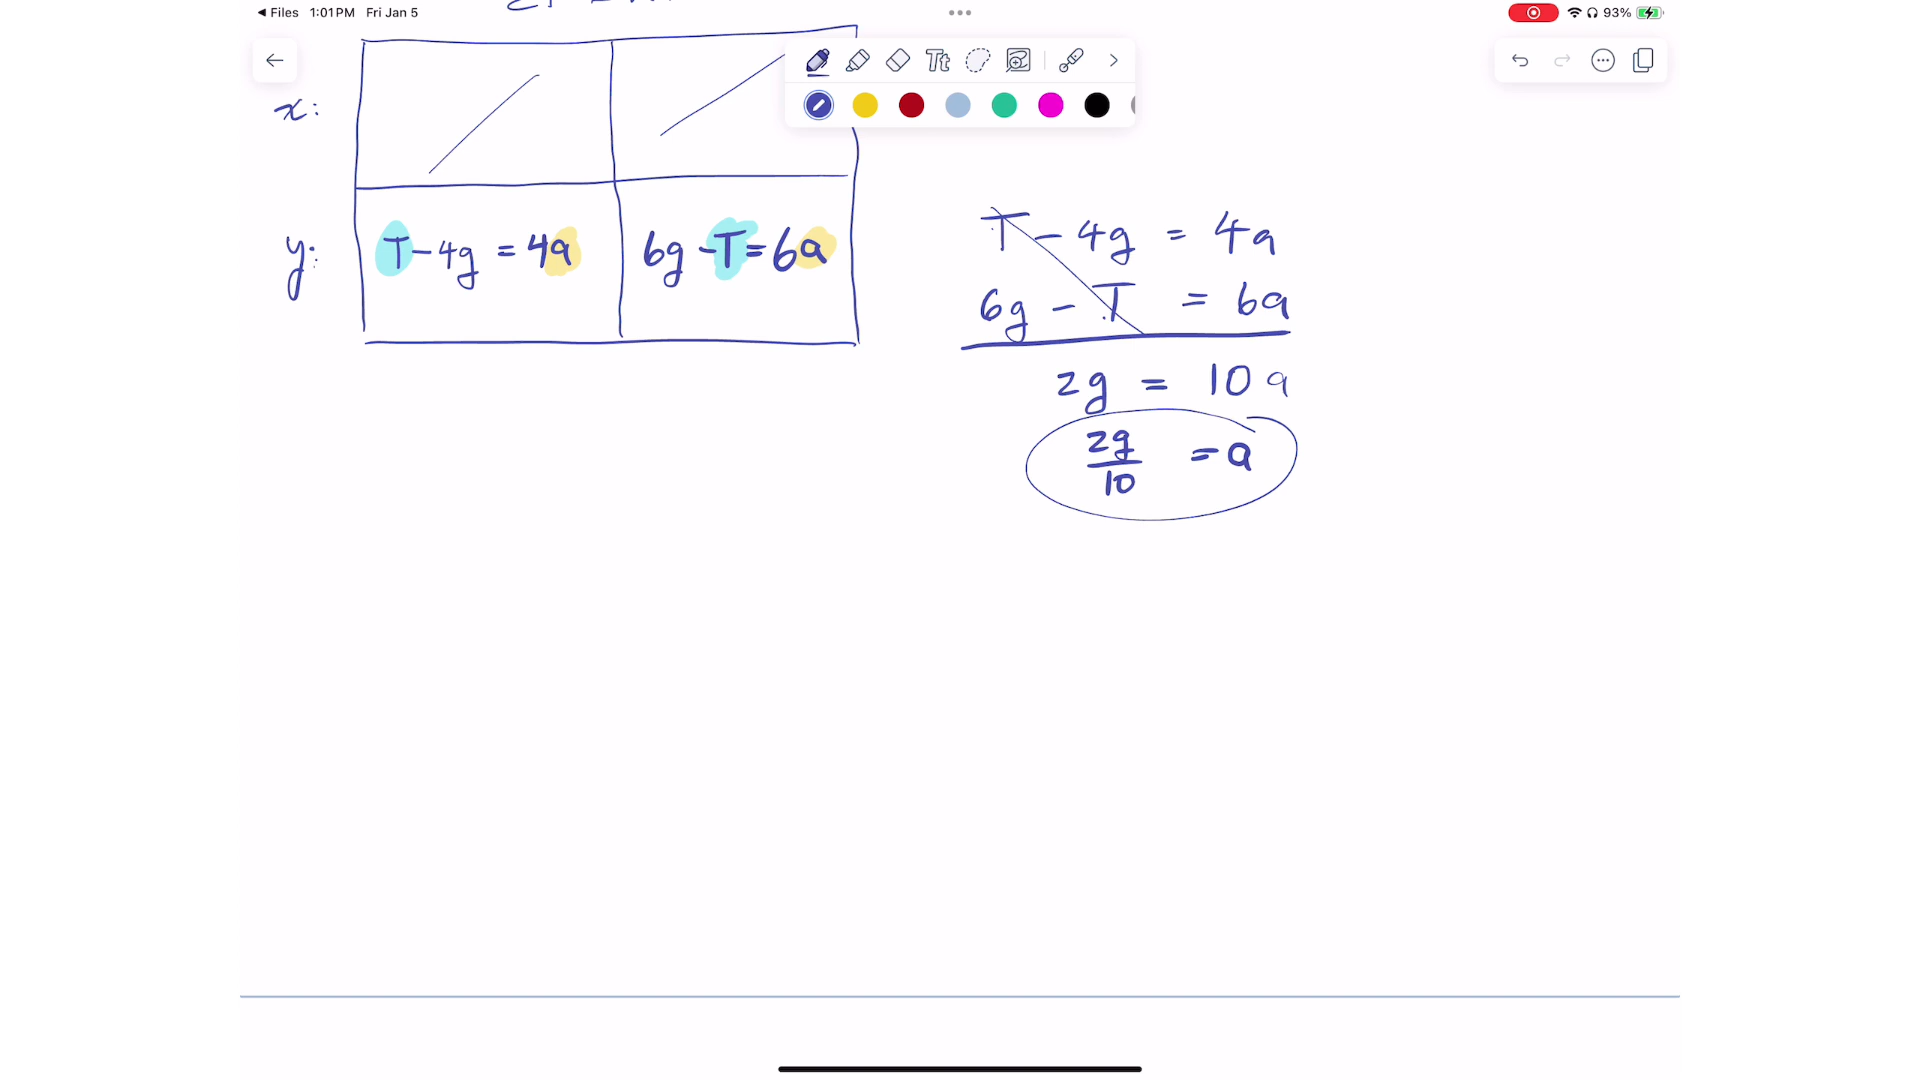 ◀ Files 1:01 PM Fri Jan 5
93%
Tt
x:
y:
T - 4g = 4a
6g - T = 6a
T - 4g = 4a
6g - T = 6a
2g = 10a
2g/10 = a